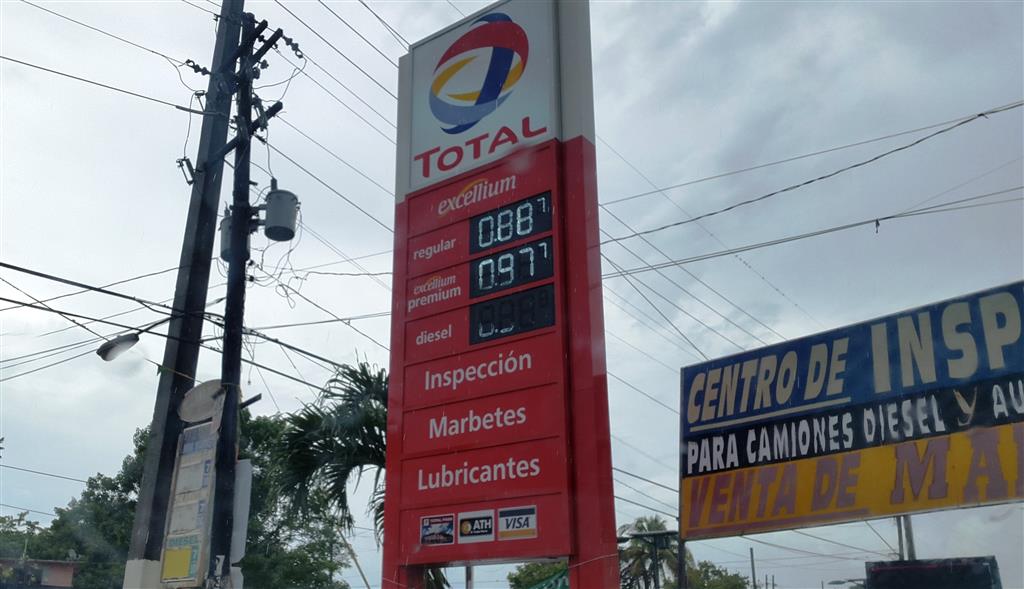 TOTAL
excellium
regular 0.88⁷
excellium
premium 0.97⁷
diesel
Inspección
Marbetes
Lubricantes
ATH
VISA
CENTRO DE INSP
PARA CAMIONES DIESEL y AU
VENTA DE MA
DIESEL